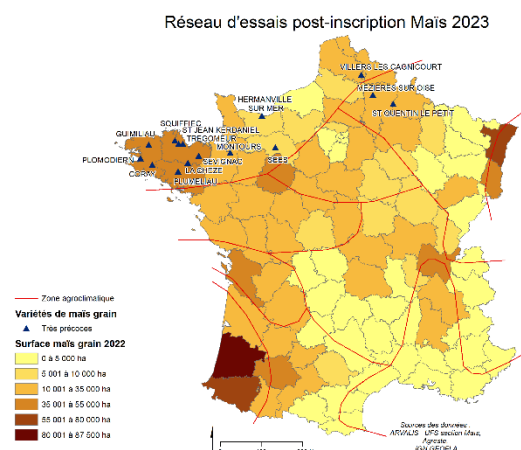 Réseau d'essais post-inscription Maïs 2023
VILLERS LES CAGNICOURT
MEZIERES SUR OISE
HERMANVILLE
SUR MER
ST QUENTIN LE PETIT
SQUIFFIEC
ST JEAN KERDANIEL
GUIMILIAU
TREGOMEUR
MONTOURS
SEES
PLOMODIERN
SEVIGNAC
LA CHEZE
CORAY
PLUMELIAU
Zone agroclimatique
Variétés de maïs grain
Très précoces
Surface maïs grain 2022
0 à 5 000 ha
5 001 à 10 000 ha
10 001 à 35 000 ha
35 001 à 55 000 ha
55 001 à 80 000 ha
80 001 à 87 500 ha
Sources des données :
ARVALIS UFS section Maïs,
Agreste